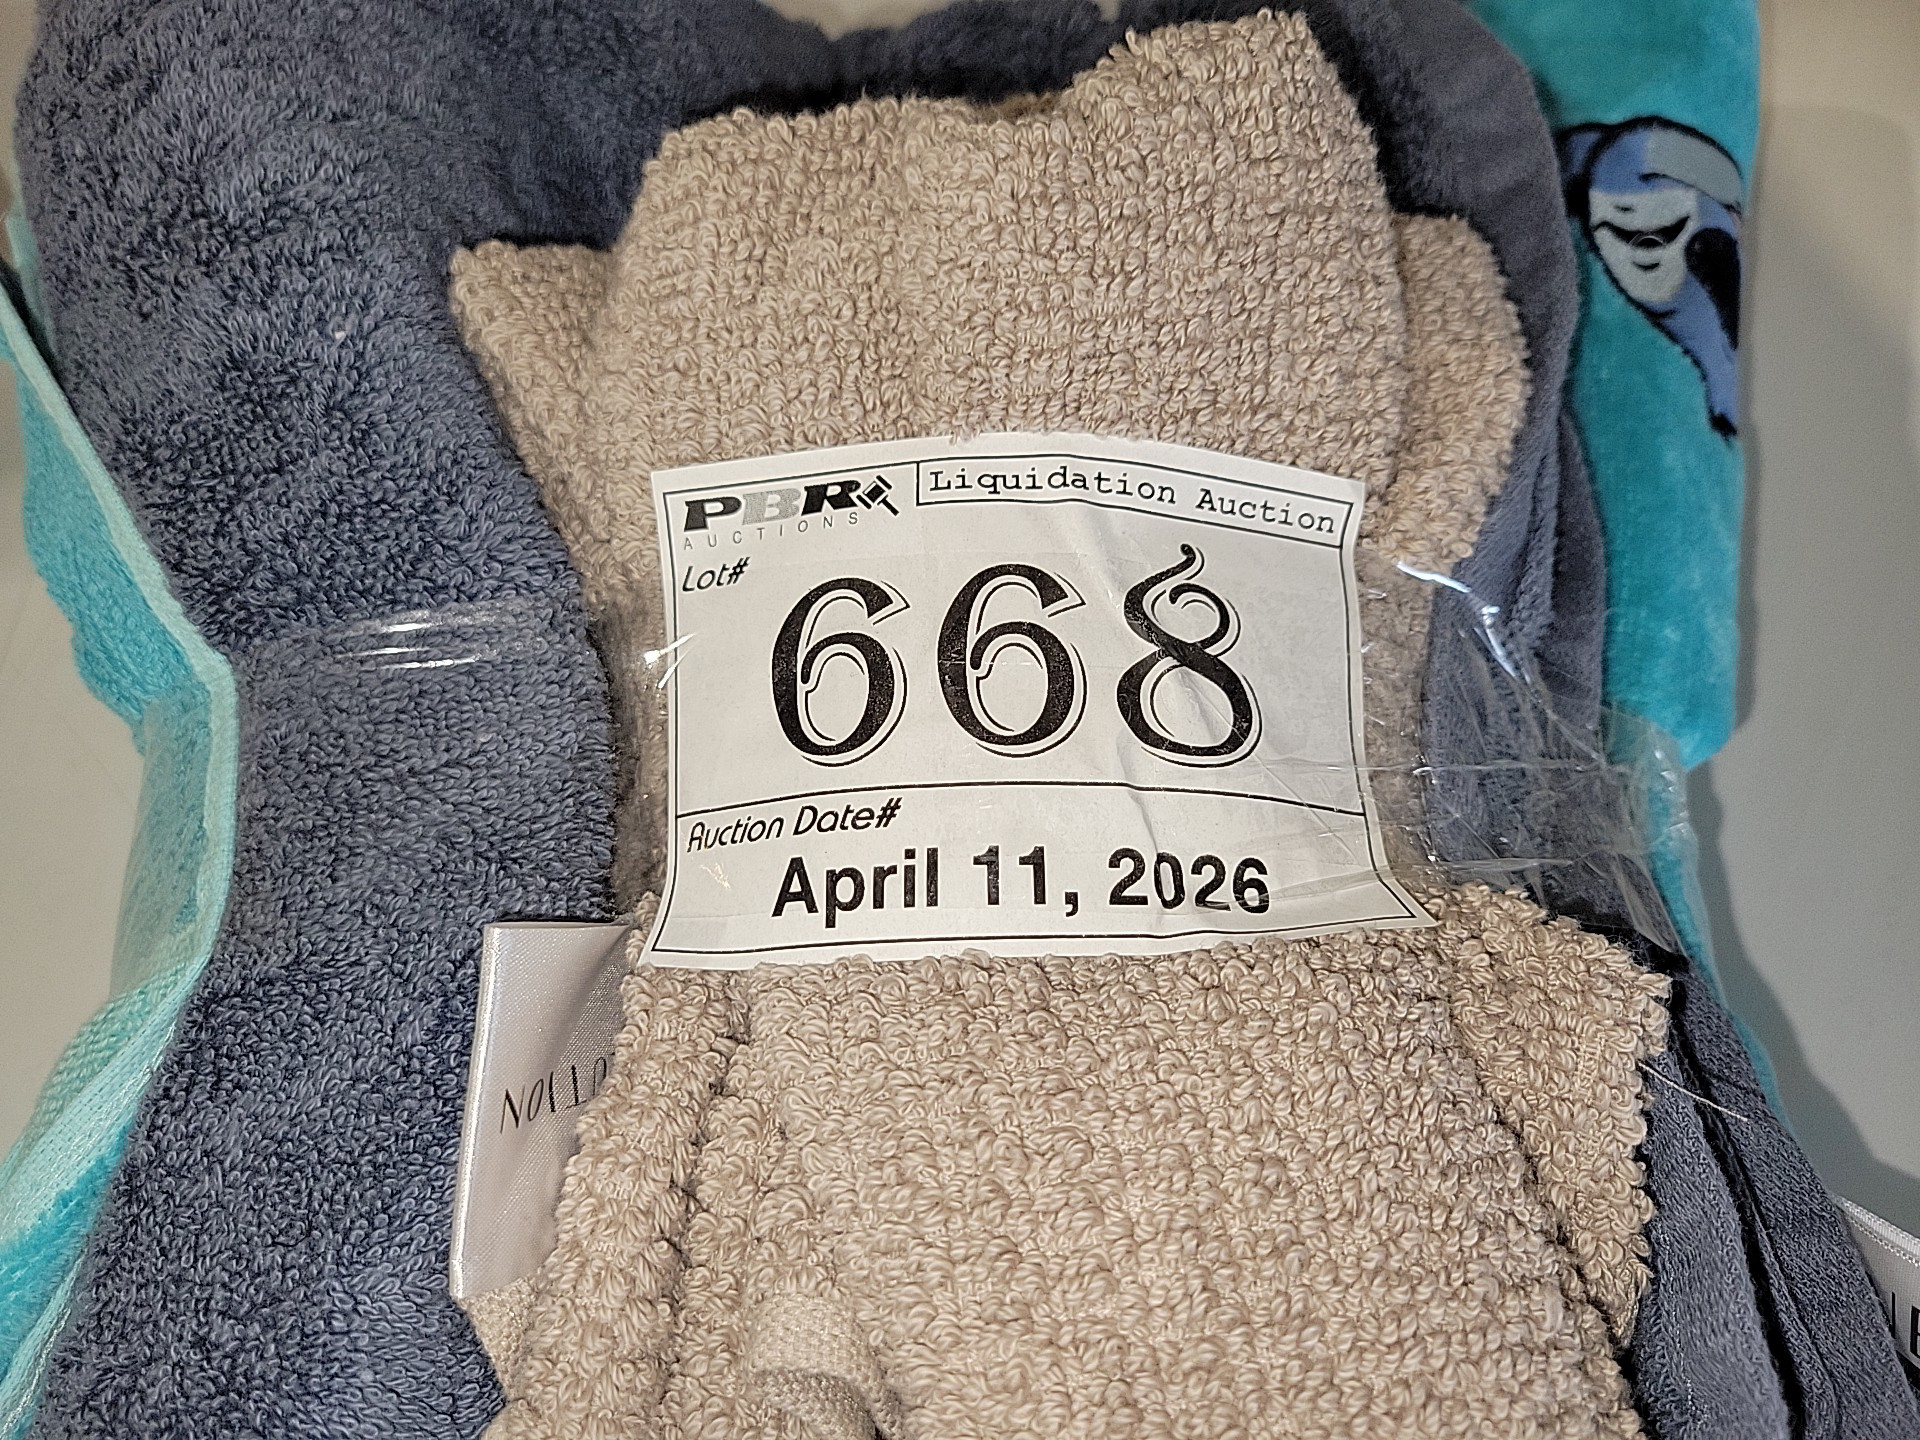 PBR
AUCTIONS
Liquidation Auction
Lot#
668
Auction Date#
April 11, 2026